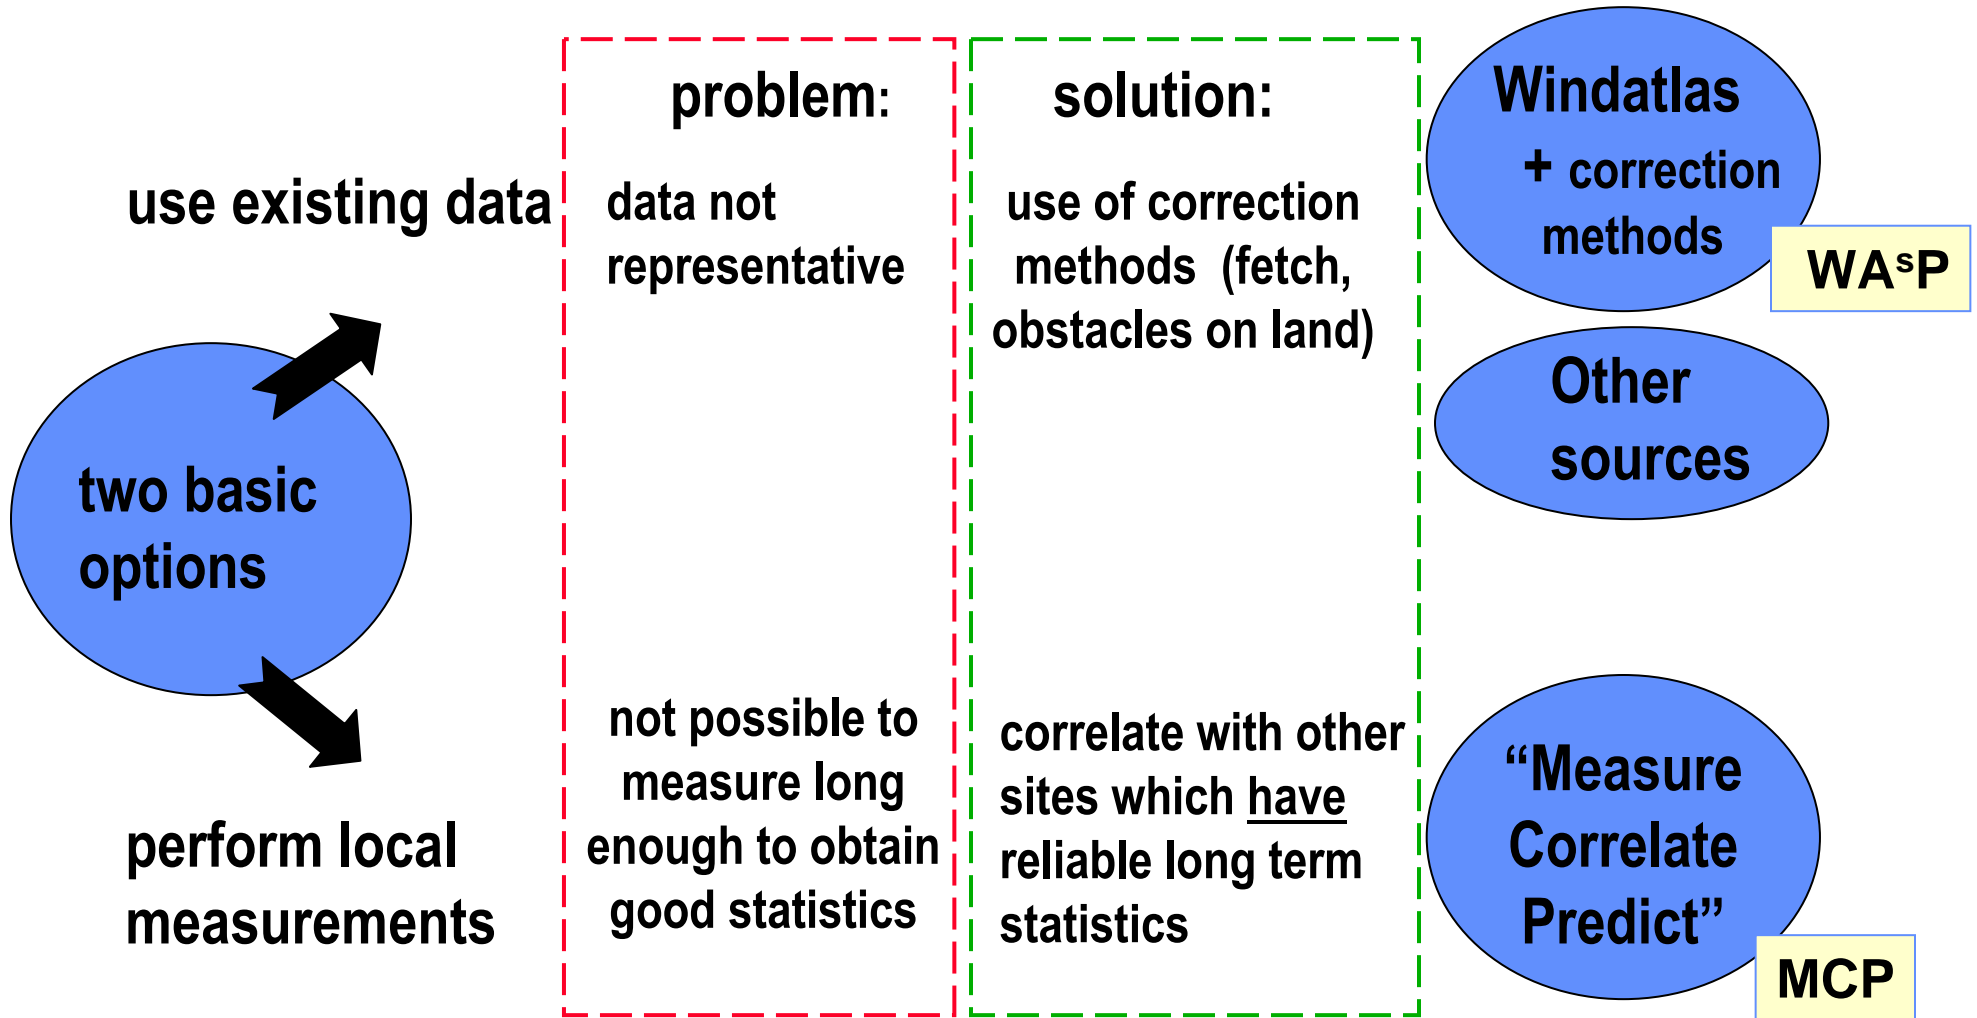 two basic
options
use existing data
perform local
measurements
problem:
data not
representative
not possible to
measure long
enough to obtain
good statistics
solution:
use of correction
methods (fetch,
obstacles on land)
correlate with other
sites which have
reliable long term
statistics
Windatlas
+ correction
methods
WAsP
Other
sources
“Measure
Correlate
Predict”
MCP